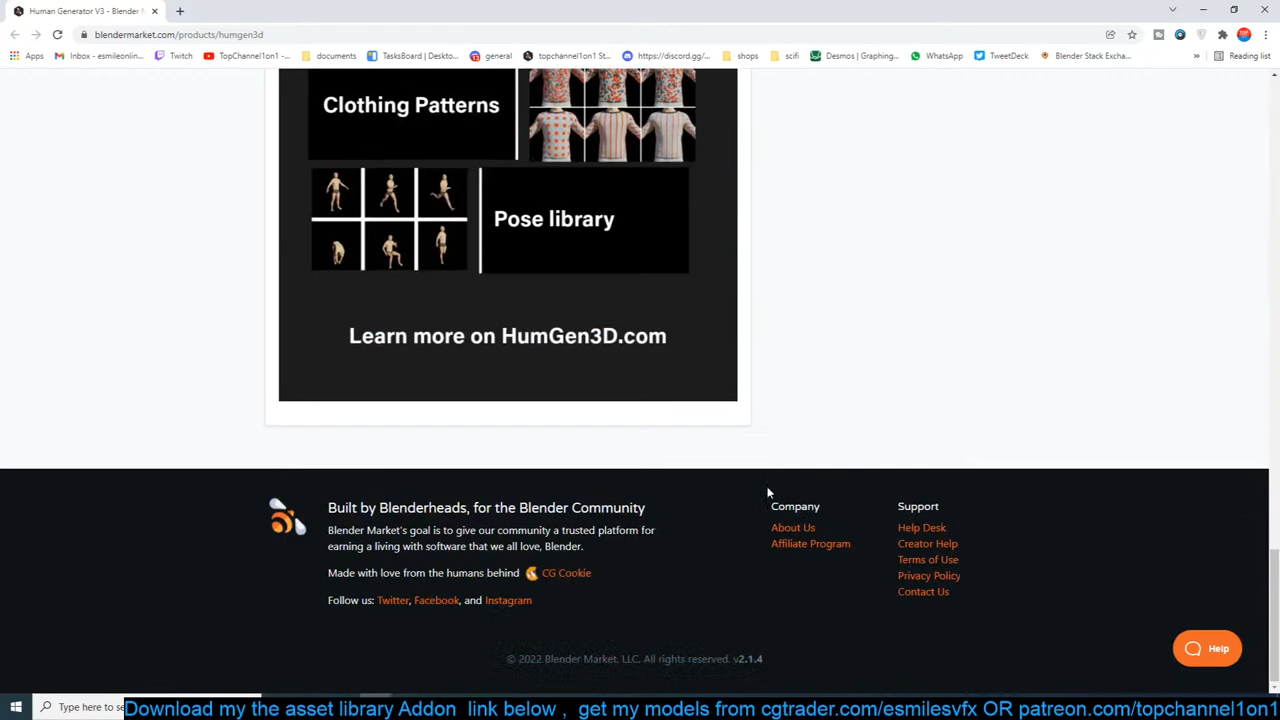 Human Generator V3 - Blender M
blendermarket.com/products/humgen3d
Apps
Inbox - esmileonlin...
Twitch
TopChannel1on1 -...
documents
TasksBoard | Deskto...
general
topchannel1on1 St...
https://discord.gg/...
shops
scifi
Desmos | Graphing...
WhatsApp
TweetDeck
Blender Stack Excha...
»
Reading list
Clothing Patterns
Pose library
Learn more on HumGen3D.com
Built by Blenderheads, for the Blender Community
Blender Market's goal is to give our community a trusted platform for
earning a living with software that we all love, Blender.
Made with love from the humans behind CG Cookie
Follow us: Twitter, Facebook, and Instagram
Company
About Us
Affiliate Program
Support
Help Desk
Creator Help
Terms of Use
Privacy Policy
Contact Us
© 2022 Blender Market, LLC. All rights reserved. v2.1.4
Help
Type here to se
Download my the asset library Addon link below , get my models from cgtrader.com/esmilesvfx OR patreon.com/topchannel1on1